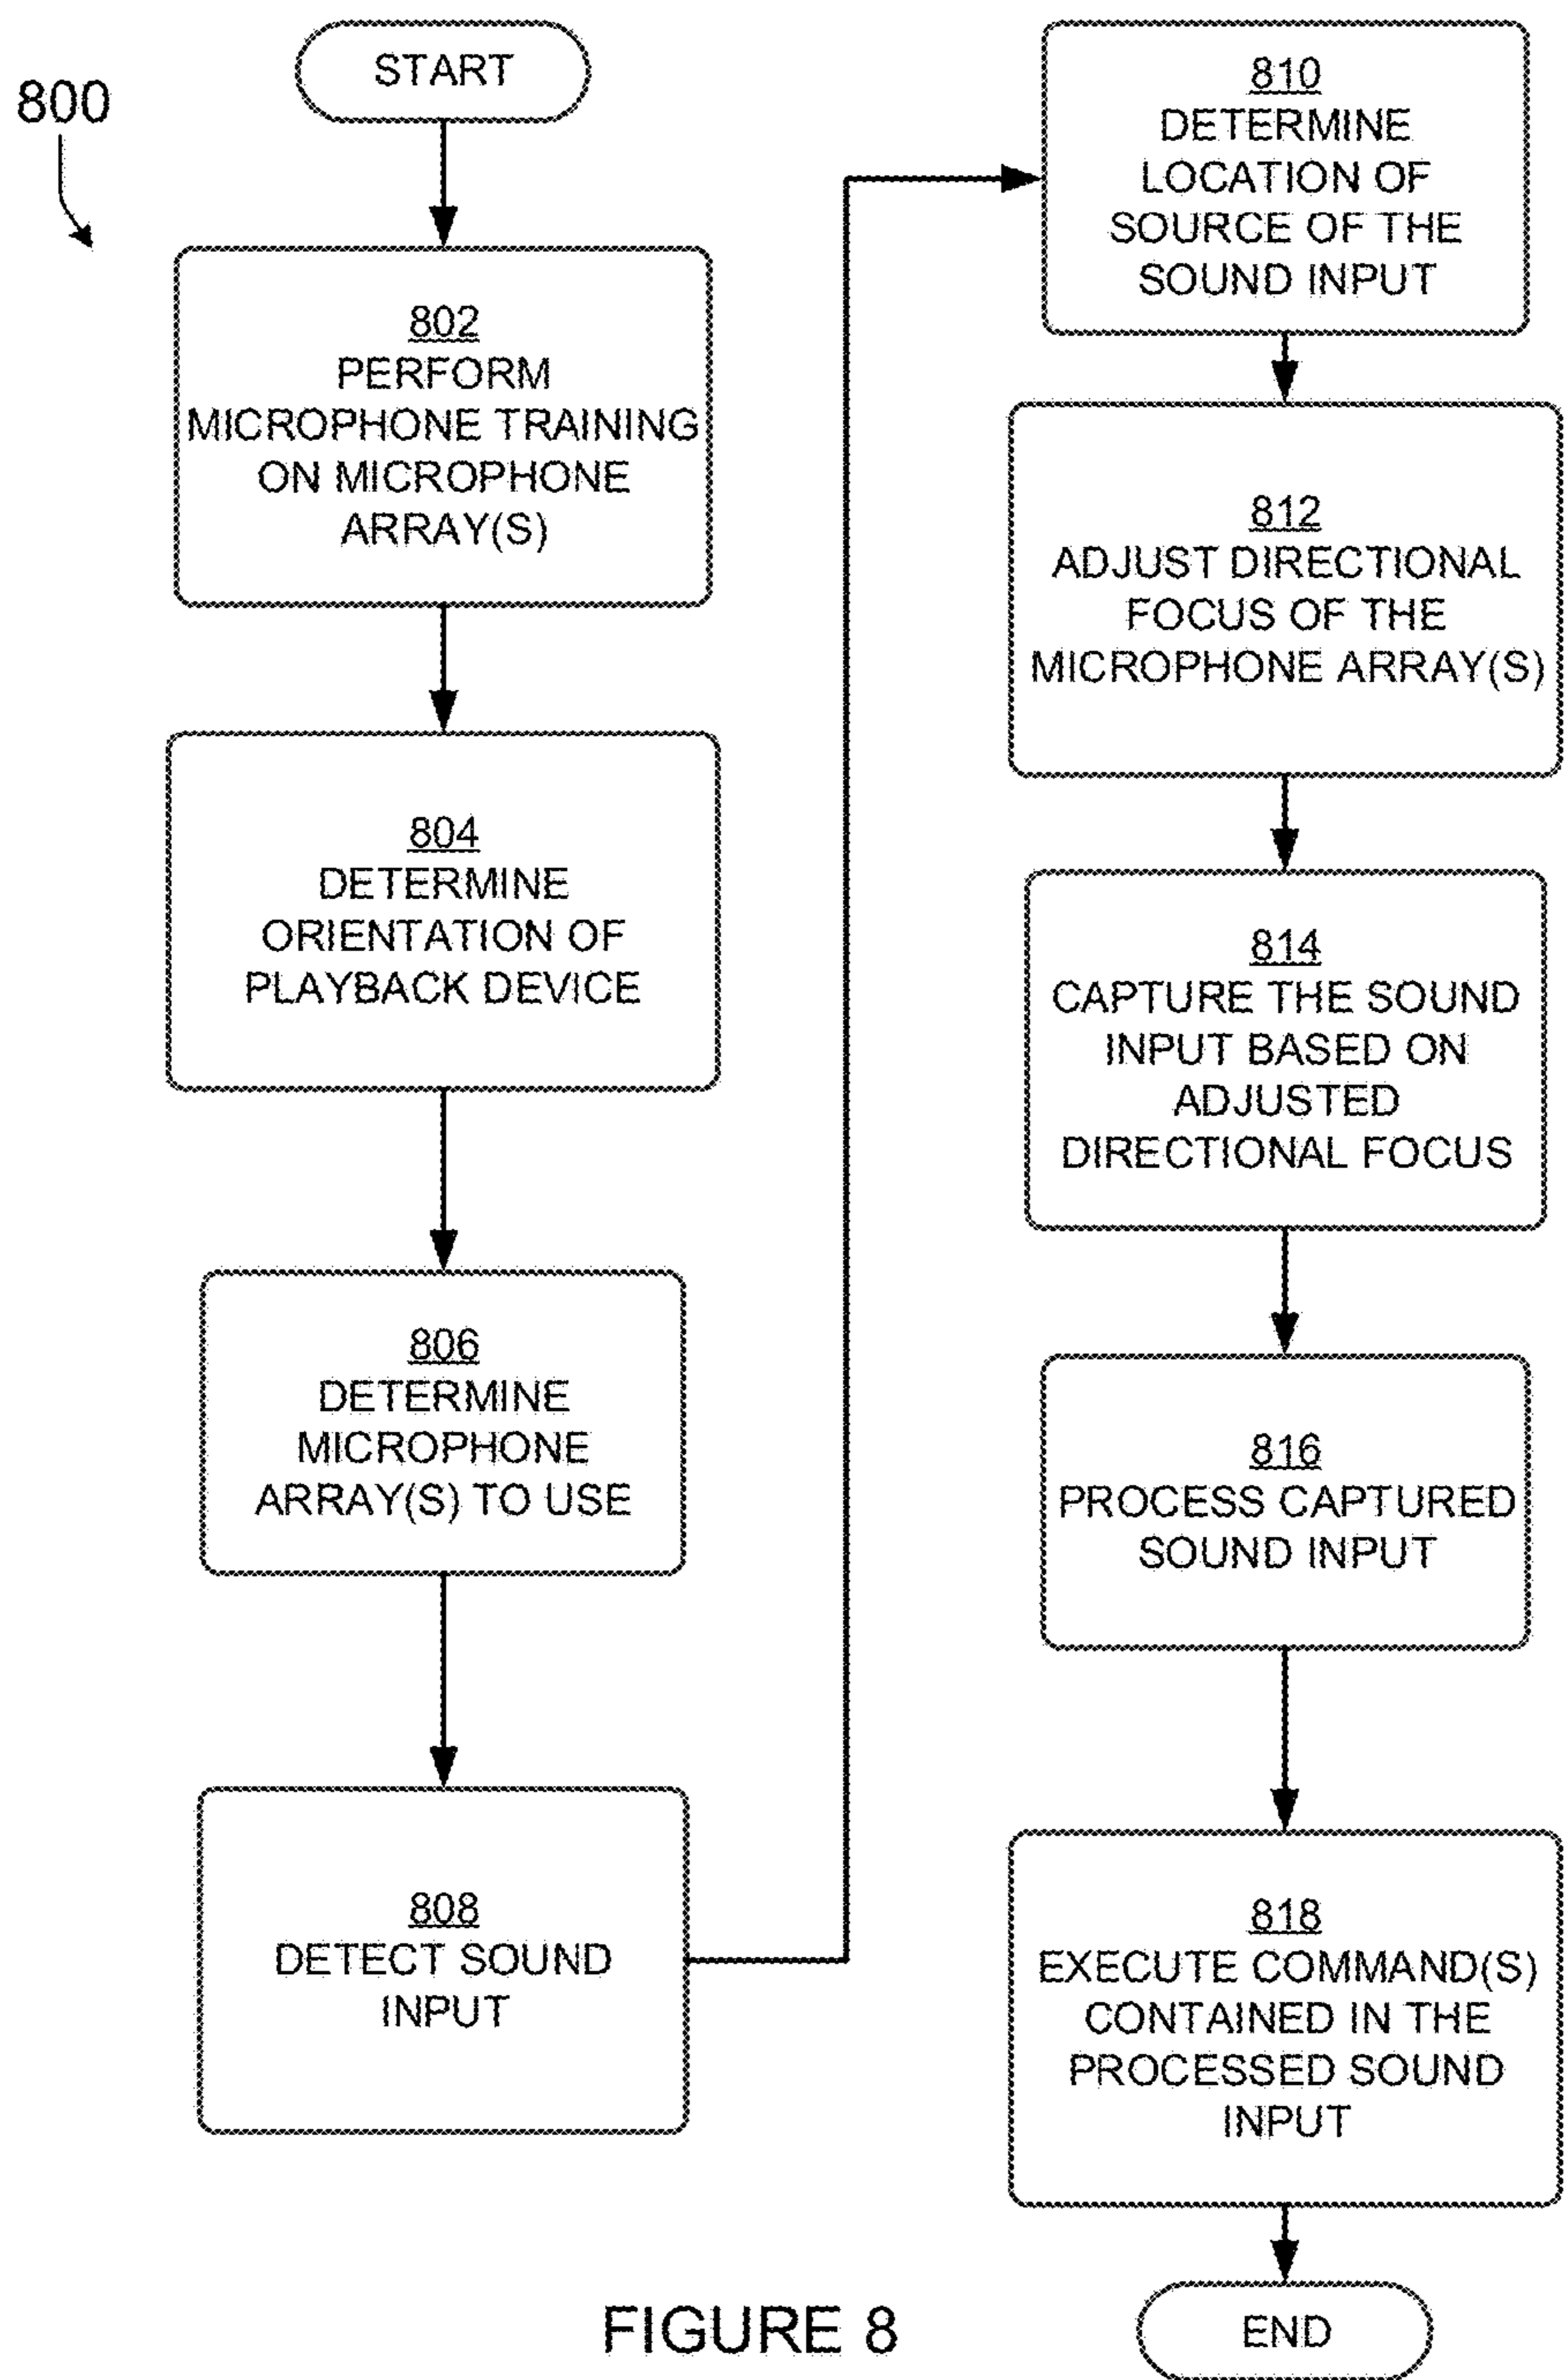 800
START
802
PERFORM
MICROPHONE TRAINING
ON MICROPHONE
ARRAY(S)
804
DETERMINE
ORIENTATION OF
PLAYBACK DEVICE
806
DETERMINE
MICROPHONE
ARRAY(S) TO USE
808
DETECT SOUND
INPUT
810
DETERMINE
LOCATION OF
SOURCE OF THE
SOUND INPUT
812
ADJUST DIRECTIONAL
FOCUS OF THE
MICROPHONE ARRAY(S)
814
CAPTURE THE SOUND
INPUT BASED ON
ADJUSTED
DIRECTIONAL FOCUS
816
PROCESS CAPTURED
SOUND INPUT
818
EXECUTE COMMAND(S)
CONTAINED IN THE
PROCESSED SOUND
INPUT
END
FIGURE 8